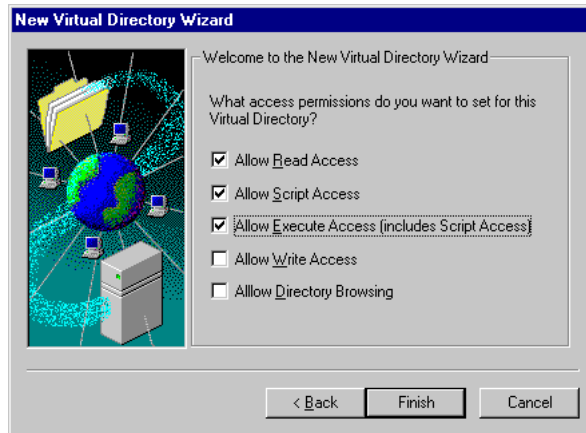 New Virtual Directory Wizard
Welcome to the New Virtual Directory Wizard
What access permissions do you want to set for this
Virtual Directory?
Allow Read Access
Allow Script Access
Allow Execute Access (includes Script Access)
Allow Write Access
Alllow Directory Browsing
< Back
Finish
Cancel